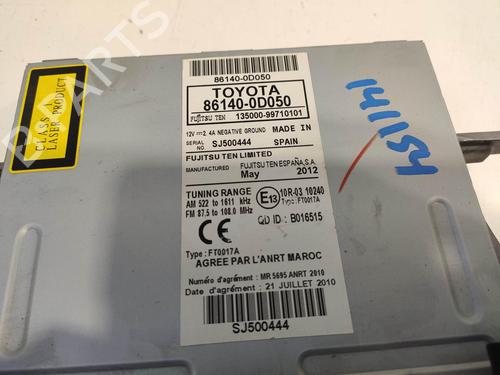 86140-0D050
TOYOTA
86140-0D050
FUJITSU TEN 135000-99710101
12V ⎓ 2.4A NEGATIVE GROUND MADE IN
SERIAL NO. SJ500444 SPAIN
FUJITSU TEN LIMITED
MANUFACTURED FUJITSU TEN ESPAÑA,S.A.
May 2012
TUNING RANGE
AM 522 to 1611 kHz
FM 87.5 to 108.0 MHz
E13 10R-03 10240
Type: FT0017A
QD ID : B016515
CE
Type : FT0017A
AGREE PAR L'ANRT MAROC
Numéro d'agrément : MR 5695 ANRT 2010
Date d'agrément : 21 JUILLET 2010
SJ500444
CLASS 1
LASER PRODUCT
B-PARTS